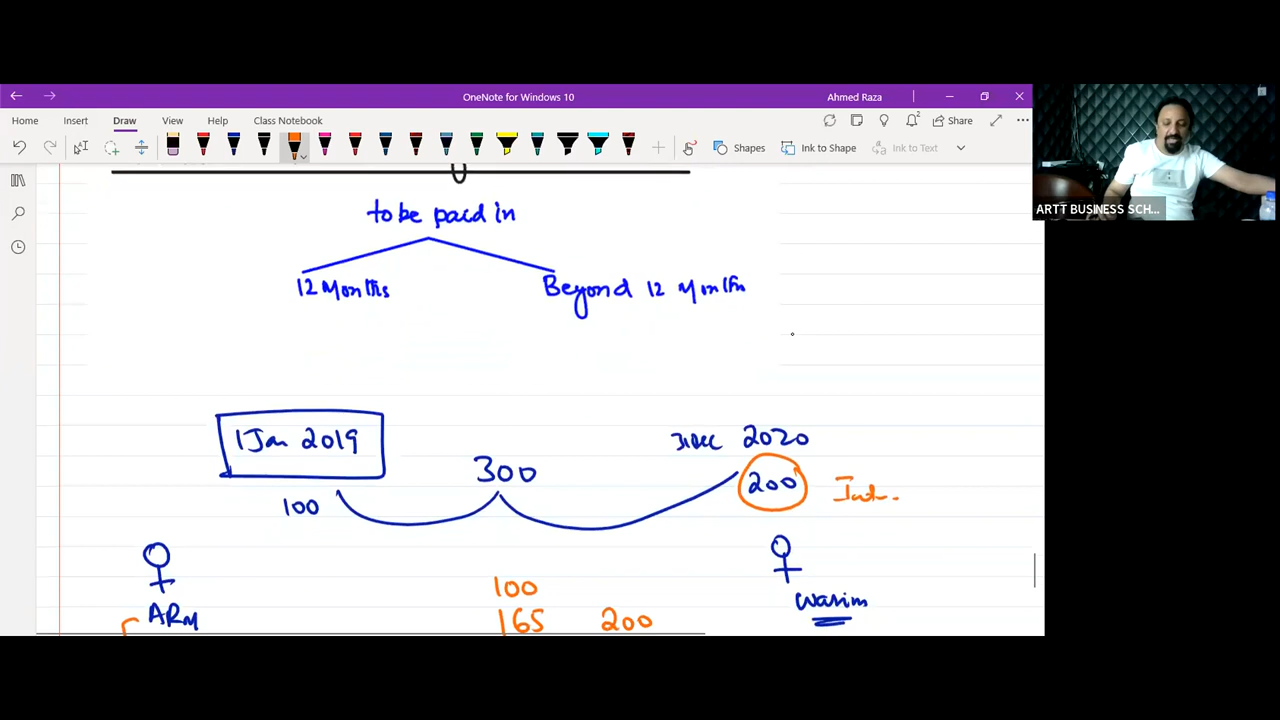 OneNote for Windows 10
Ahmed Raza
Home Insert Draw View Help Class Notebook
Share
Shapes Ink to Shape Ink to Text
ARTT BUSINESS SCH...
to be paid in
12 Months Beyond 12 Months
1 Jan 2019 300 31 Dec 2020
100 200
ARM 100 Wasim
165 200